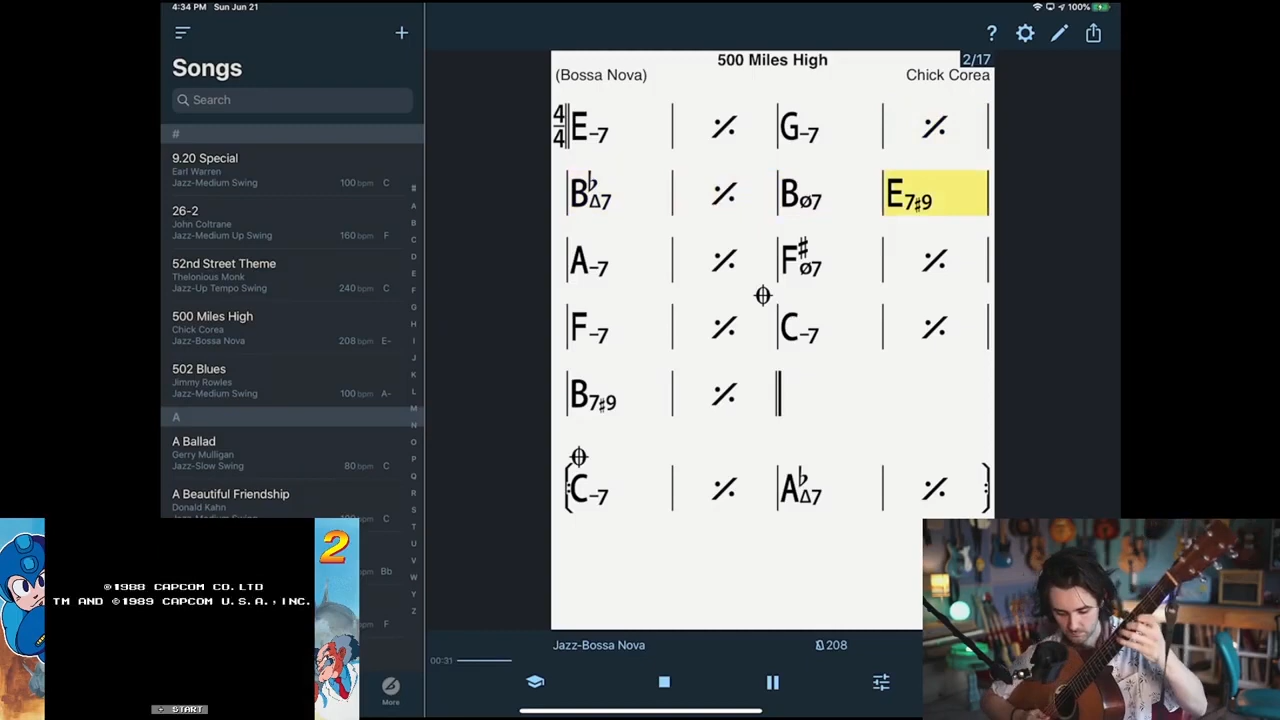 4:34 PM Sun Jun 21
100%
Songs
Search
#
9.20 Special
Earl Warren
Jazz-Medium Swing 100 bpm C
26-2
John Coltrane
Jazz-Medium Up Swing 160 bpm F
52nd Street Theme
Thelonious Monk
Jazz-Up Tempo Swing 240 bpm C
500 Miles High
Chick Corea
Jazz-Bossa Nova 208 bpm E-
502 Blues
Jimmy Rowles
Jazz-Medium Swing 100 bpm A-
A
A Ballad
Gerry Mulligan
Jazz-Slow Swing 80 bpm C
A Beautiful Friendship
Donald Kahn
bpm Bb
bpm F
More
#
A
B
C
D
E
F
G
H
I
J
K
L
M
N
O
P
Q
R
S
T
U
V
W
Y
Z
?
500 Miles High
2/17
(Bossa Nova)
Chick Corea
4/4 E-7 G-7
B♭Δ7 Bø7 E7♯9
A-7 F♯ø7
F-7 C-7
B7♯9
C-7 A♭Δ7
Jazz-Bossa Nova 208
00:31
2
©1988 CAPCOM CO.LTD
TM AND ©1989 CAPCOM U.S.A., INC.
START